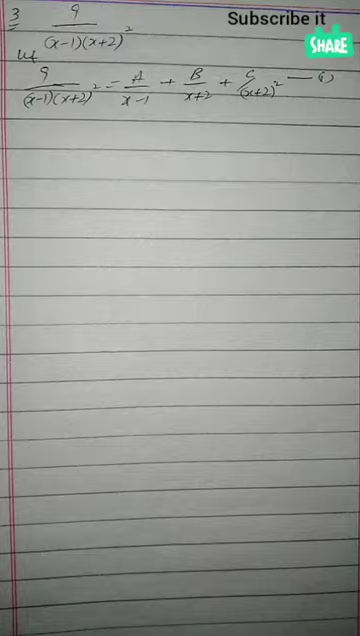 Subscribe it
SHARE
3 9/(x-1)(x+2)²
Let
9/(x-1)(x+2)² = A/x-1 + B/x+2 + C/(x+2)² — (i)